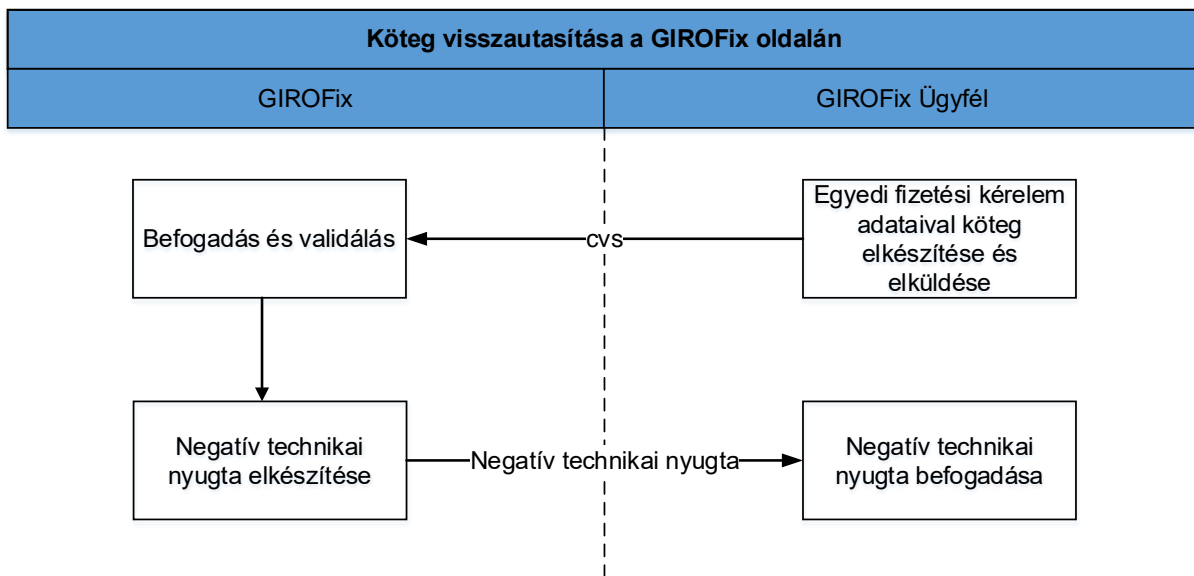 Köteg visszautasítása a GIROFix oldalán
GIROFix
GIROFix Ügyfél
Befogadás és validálás
cvs
Egyedi fizetési kérelem
adataival köteg
elkészítése és
elküldése
Negatív technikai
nyugta elkészítése
Negatív technikai nyugta
Negatív technikai
nyugta befogadása